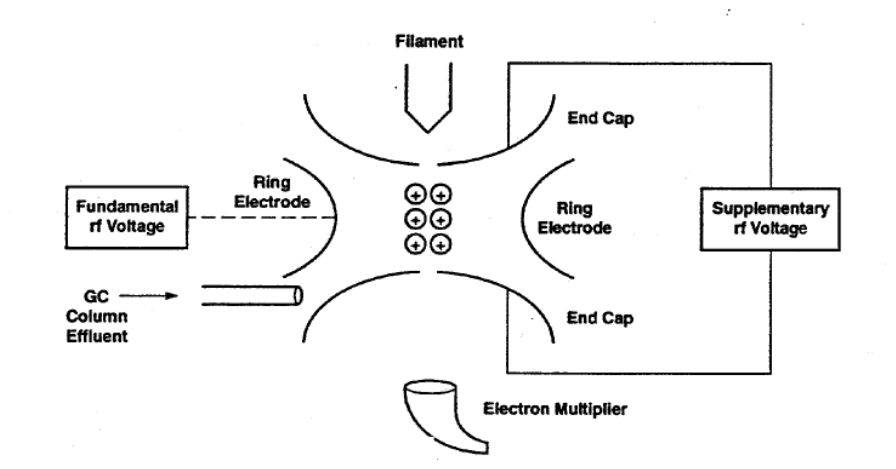 Filament
End Cap
Ring
Electrode
Fundamental
rf Voltage
Ring
Electrode
Supplementary
rf Voltage
GC
Column
Effluent
End Cap
Electron Multiplier